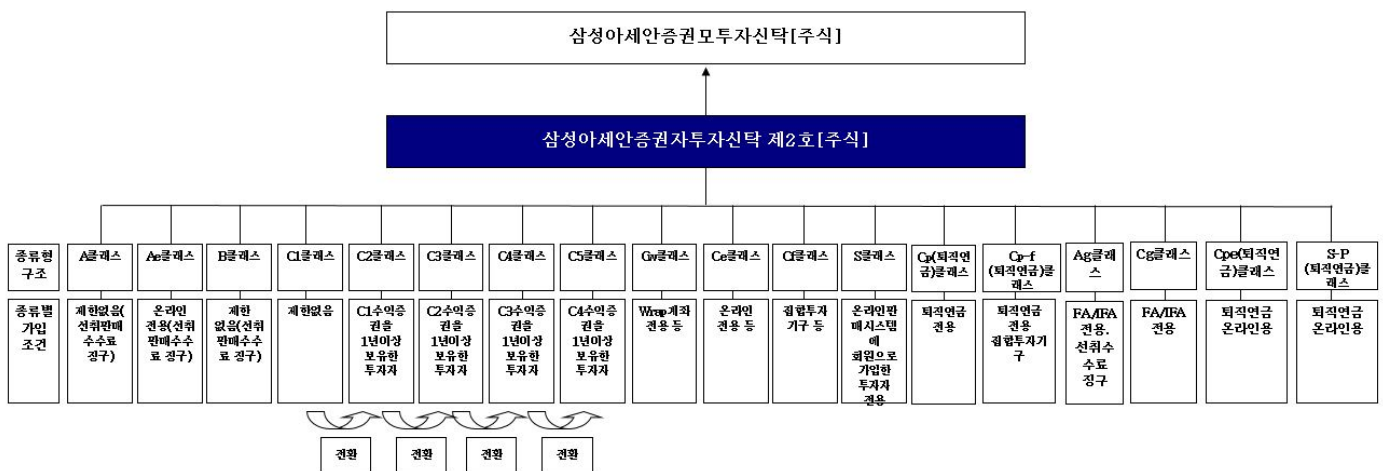 삼성아세안증권모투자신탁[주식]
삼성아세안증권자투자신탁 제2호[주식]
종류형
구조
A클래스
Ae클래스
B클래스
C1클래스
C2클래스
C3클래스
C4클래스
C5클래스
Cw클래스
Ce클래스
Cf클래스
S클래스
Cp(퇴직연
금)클래스
Cp-f
(퇴직연금)클
래스
Ag클래
스
Cg클래스
Cpe(퇴직연
금)클래스
S-P
(퇴직연금)클
래스
종류별
가입
조건
제한없음(
선취판매
수수료
징구)
온라인
전용(선취
판매수수
료 징구)
제한
없음(선취
판매수수
료 징구)
제한없음
C1수익증
권을
1년이상
보유한
투자자
C2수익증
권을
1년이상
보유한
투자자
C3수익증
권을
1년이상
보유한
투자자
C4수익증
권을
1년이상
보유한
투자자
Wrap계좌
전용 등
온라인
전용 등
집합투자
기구 등
온라인판
매시스템
에
회원으로
가입한
투자자
전용
퇴직연금
전용
퇴직연금
전용
집합투자기
구
FA/IFA
전용.
선취수
수료
징구
FA/IFA
전용
퇴직연금
온라인용
퇴직연금
온라인용
전환
전환
전환
전환